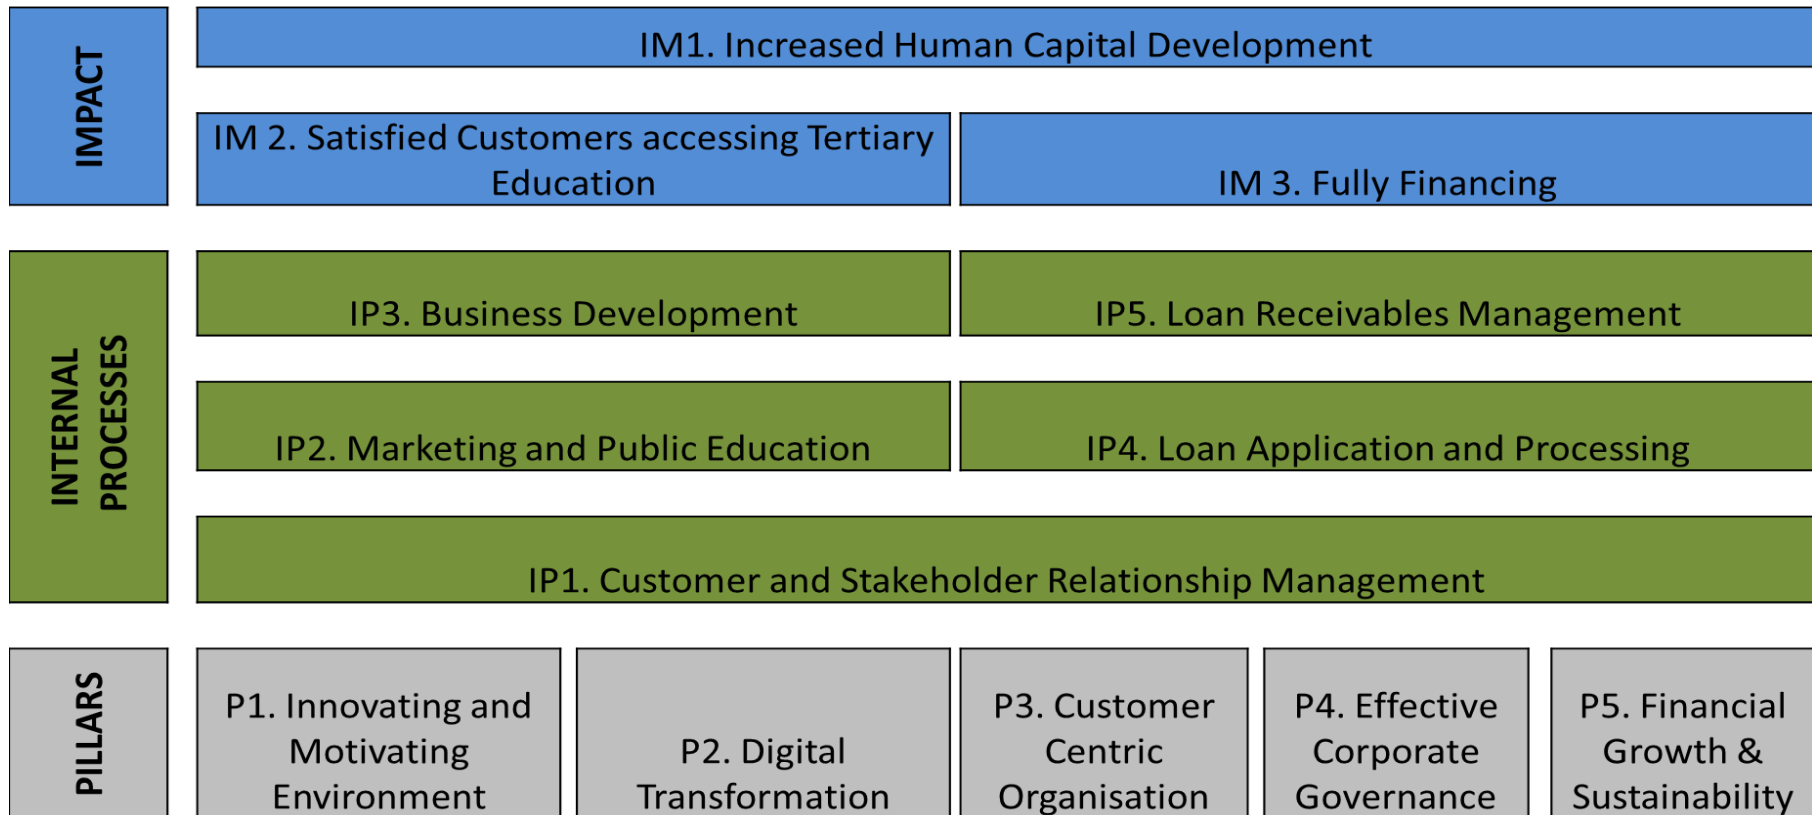 IMPACT
IM1. Increased Human Capital Development
IM 2. Satisfied Customers accessing Tertiary
Education
IM 3. Fully Financing
INTERNAL
PROCESSES
IP3. Business Development
IP5. Loan Receivables Management
IP2. Marketing and Public Education
IP4. Loan Application and Processing
IP1. Customer and Stakeholder Relationship Management
PILLARS
P1. Innovating and
Motivating
Environment
P2. Digital
Transformation
P3. Customer
Centric
Organisation
P4. Effective
Corporate
Governance
P5. Financial
Growth &
Sustainability